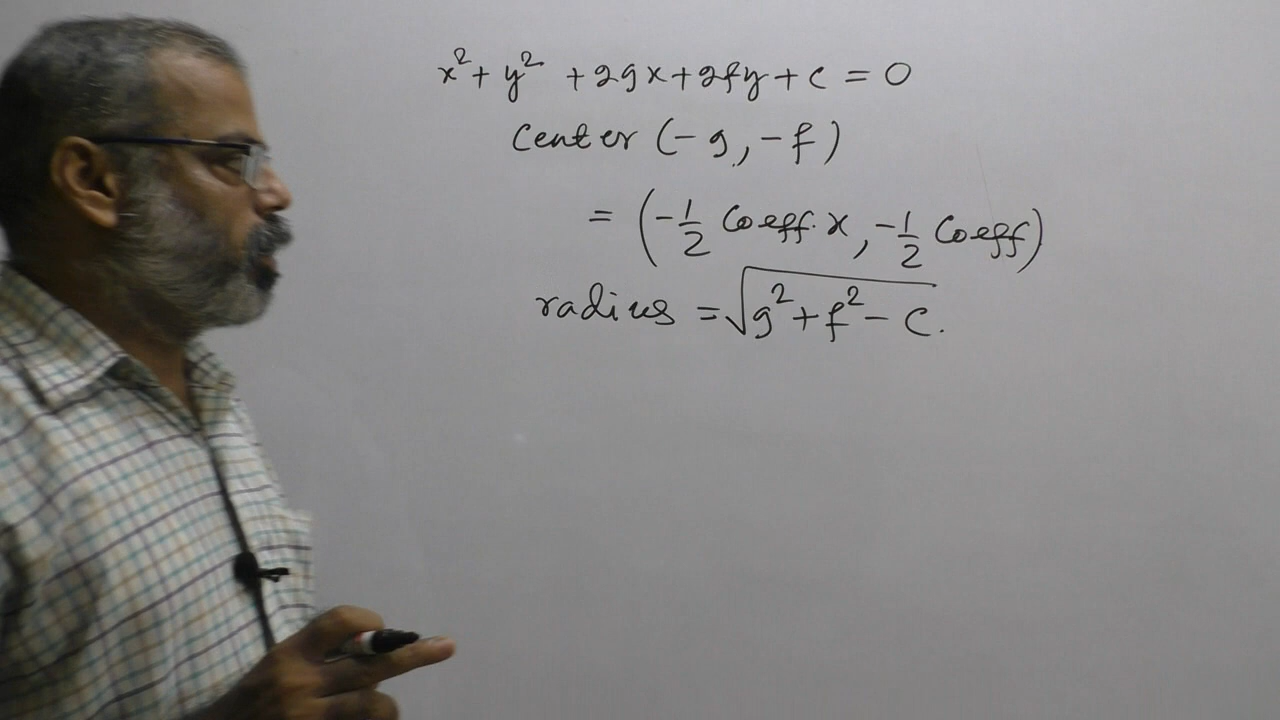 x² + y² + 2gx + 2fy + c = 0
Center (-g, -f)
= (-1/2 Coeff. x, -1/2 Coeff)
radius = √(g² + f² - c).